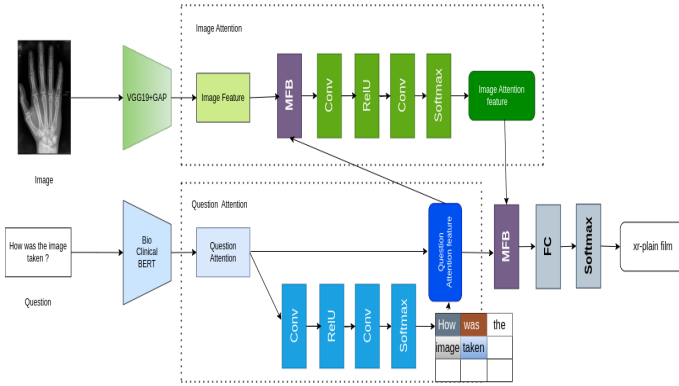 Image Attention
VGG19+GAP
Image Feature
MFB
Conv
RelU
Conv
Softmax
Image Attention
feature
Image
Question Attention
How was the image
taken ?
Bio
Clinical
BERT
Question
Attention
Question
Attention feature
MFB
FC
Softmax
xr-plain film
Question
Conv
RelU
Conv
Softmax
How was the
image taken